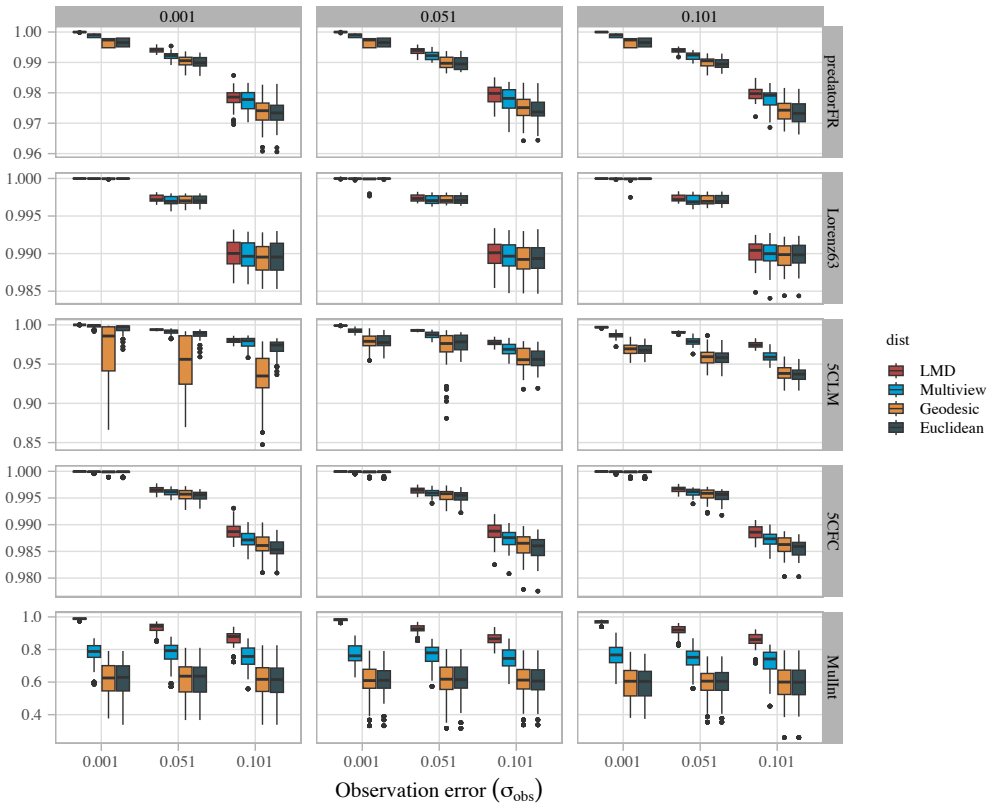 0.001 0.051 0.101
1.00
0.99
0.98
0.97
0.96
predatorFR
1.000
0.995
0.990
0.985
Lorenz63
1.00
0.95
0.90
0.85
5CLM
1.000
0.995
0.990
0.985
0.980
5CFC
1.0
0.8
0.6
0.4
MulInt
0.001 0.051 0.101 0.001 0.051 0.101 0.001 0.051 0.101
Observation error (σobs)
dist
LMD
Multiview
Geodesic
Euclidean